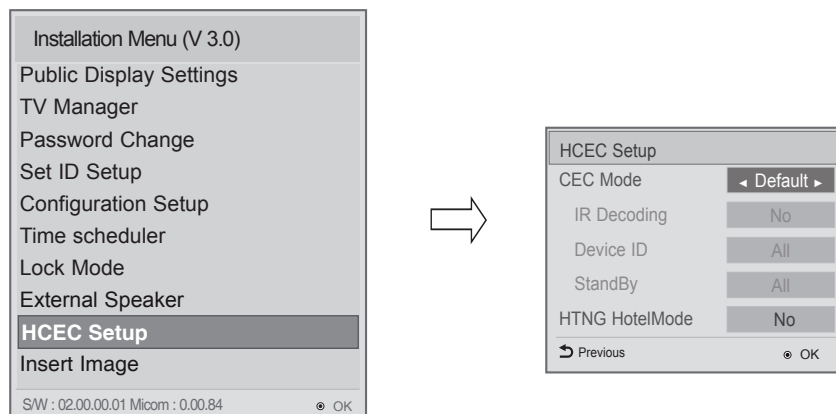 Installation Menu (V 3.0)
Public Display Settings
TV Manager
Password Change
Set ID Setup
Configuration Setup
Time scheduler
Lock Mode
External Speaker
HCEC Setup
Insert Image
S/W : 02.00.00.01 Micom : 0.00.84 ◉ OK
HCEC Setup
CEC Mode ◄ Default ►
IR Decoding No
Device ID All
StandBy All
HTNG HotelMode No
Previous ◉ OK